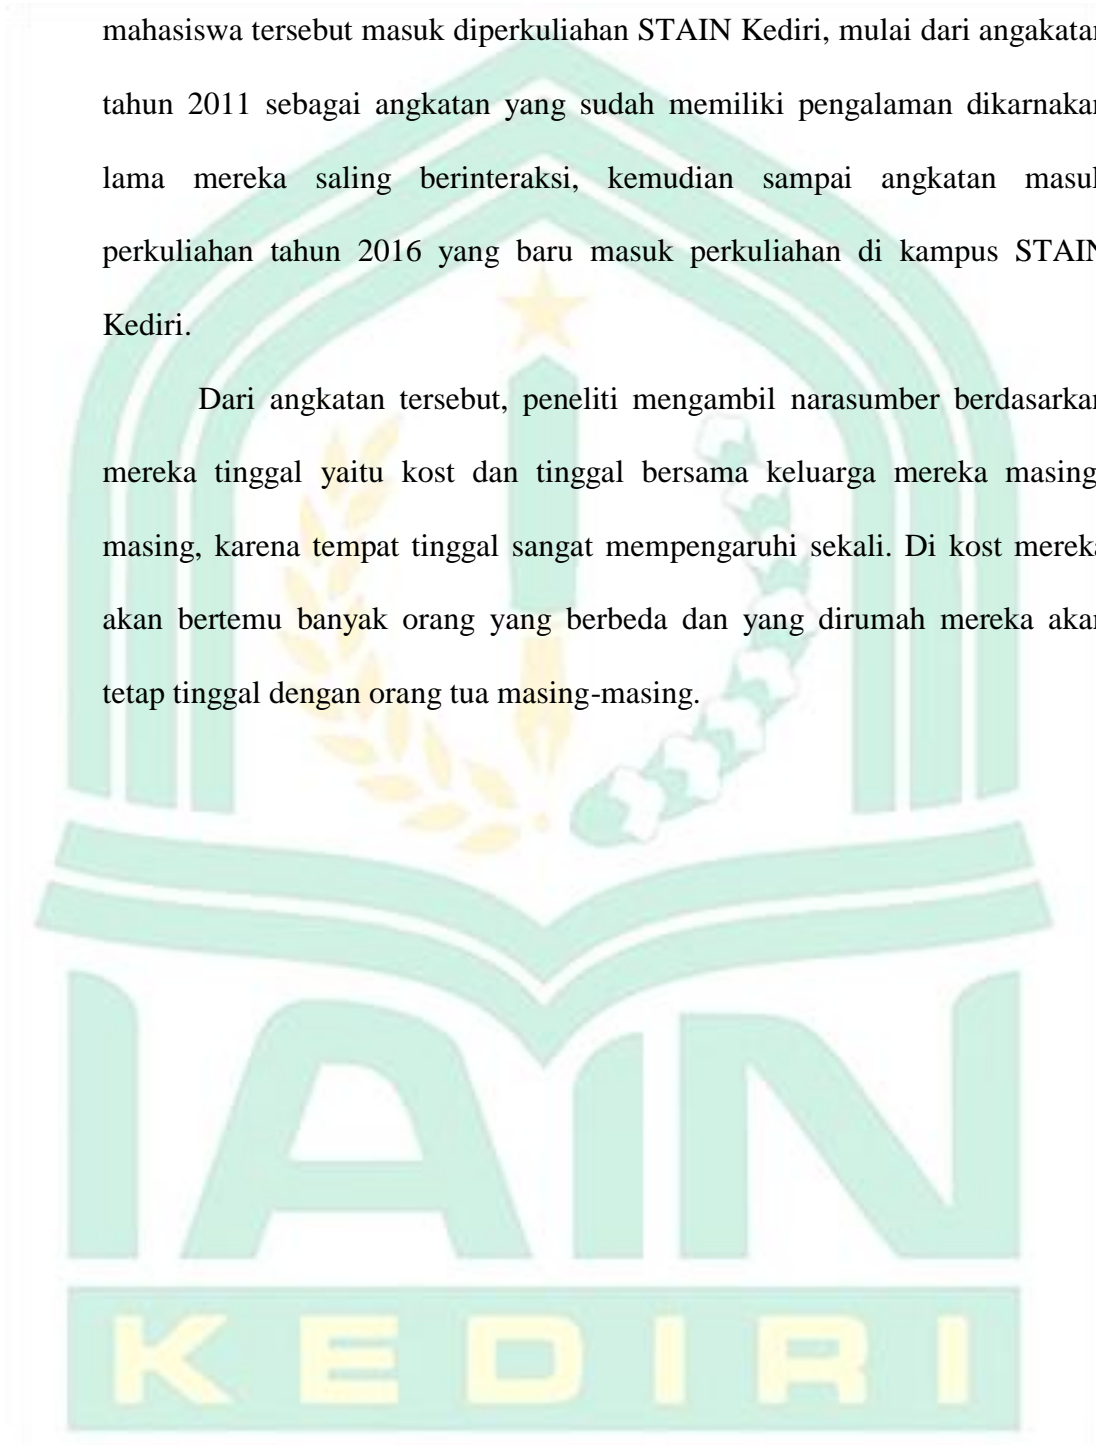 mahasiswa tersebut masuk diperkuliahan STAIN Kediri, mulai dari angakatan
tahun 2011 sebagai angkatan yang sudah memiliki pengalaman dikarnakan
lama mereka saling berinteraksi, kemudian sampai angkatan masuk
perkuliahan tahun 2016 yang baru masuk perkuliahan di kampus STAIN
Kediri.
Dari angkatan tersebut, peneliti mengambil narasumber berdasarkan
mereka tinggal yaitu kost dan tinggal bersama keluarga mereka masing-
masing, karena tempat tinggal sangat mempengaruhi sekali. Di kost mereka
akan bertemu banyak orang yang berbeda dan yang dirumah mereka akan
tetap tinggal dengan orang tua masing-masing.
IAIN
KEDIRI